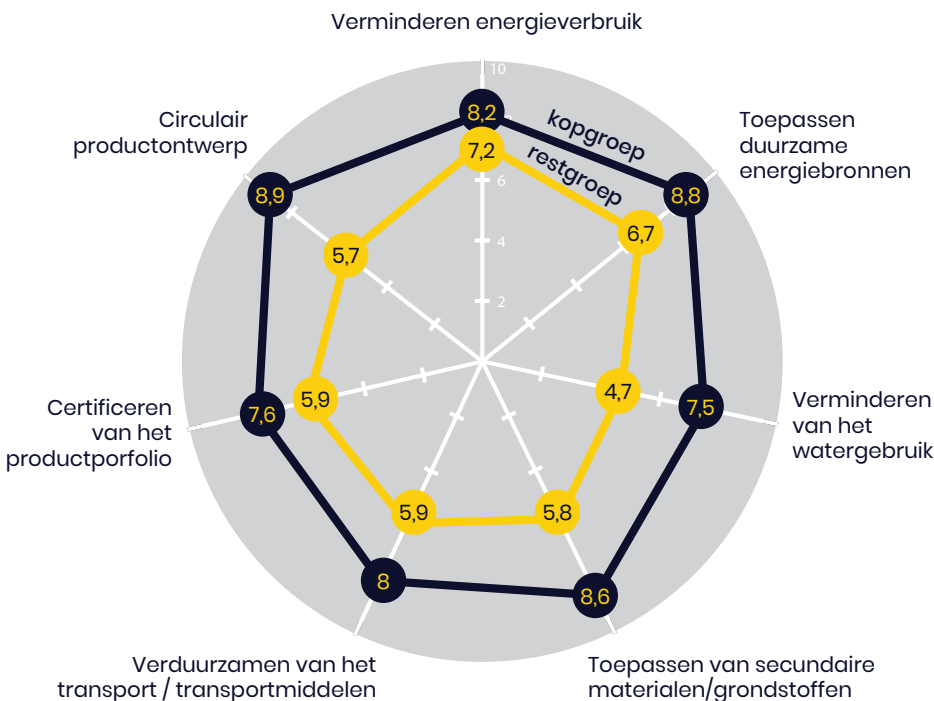 Verminderen energieverbruik
10
8,2
kopgroep
restgroep
7,2
Circulair
productontwerp
Toepassen
duurzame
energiebronnen
8,9
8,8
6
6,7
5,7
4
2
4,7
Verminderen
van het
watergebruik
7,5
5,9
Certificeren
van het
productporfolio
7,6
5,9
5,8
8
8,6
Verduurzamen van het
transport / transportmiddelen
Toepassen van secundaire
materialen/grondstoffen